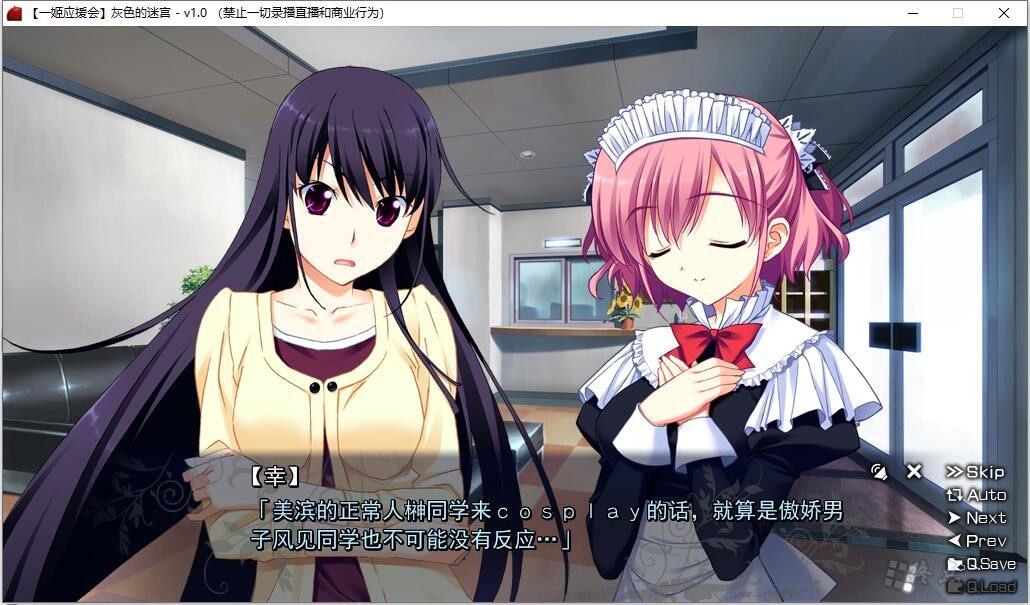 【一姬应援会】灰色的迷宫 - v1.0 （禁止一切录播直播和商业行为）
【幸】
「美滨的正常人榊同学来ｃｏｓｐｌａｙ的话，就算是傲娇男
子风见同学也不可能没有反应…」
Skip
Auto
Next
Prev
Q.Save
Q.Load